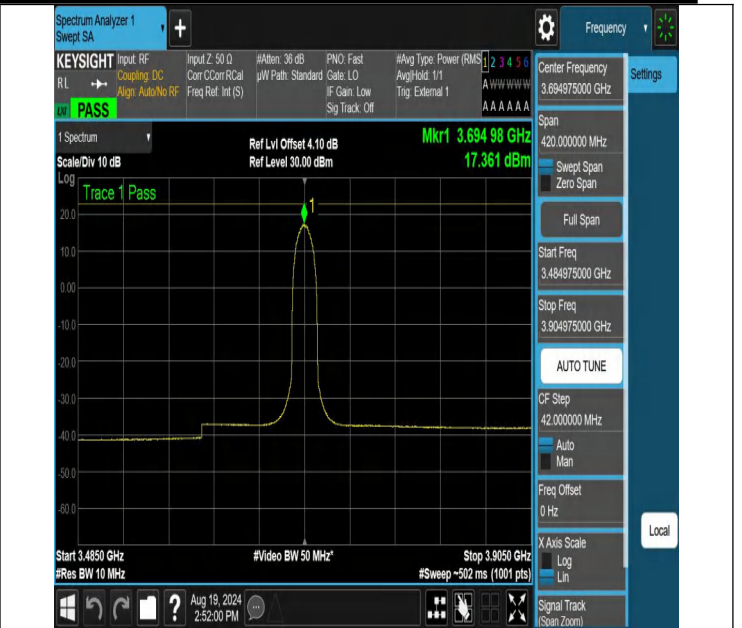 Spectrum Analyzer 1
Swept SA
+
Frequency
KEYSIGHT
RL
PASS
Input: RF
Coupling: DC
Align: Auto/No RF
Input Z: 50 Ω
Corr CCorr RCal
Freq Ref: Int (S)
#Atten: 36 dB
µW Path: Standard
PNO: Fast
Gate: LO
IF Gain: Low
Sig Track: Off
#Avg Type: Power (RMS
Avg|Hold: 1/1
Trig: External 1
1 2 3 4 5 6
A W W W W W
A A A A A A
1 Spectrum
Scale/Div 10 dB
Ref Lvl Offset 4.10 dB
Ref Level 30.00 dBm
Mkr1 3.694 98 GHz
17.361 dBm
Log
Trace 1 Pass
1
20.0
10.0
0.00
-10.0
-20.0
-30.0
-40.0
-50.0
-60.0
Start 3.4850 GHz
#Res BW 10 MHz
#Video BW 50 MHz*
Stop 3.9050 GHz
#Sweep ~502 ms (1001 pts)
Center Frequency
3.694975000 GHz
Settings
Span
420.000000 MHz
Swept Span
Zero Span
Full Span
Start Freq
3.484975000 GHz
Stop Freq
3.904975000 GHz
AUTO TUNE
CF Step
42.000000 MHz
Auto
Man
Freq Offset
0 Hz
X Axis Scale
Log
Lin
Local
Signal Track
(Span Zoom)
?
Aug 19, 2024
2:52:00 PM